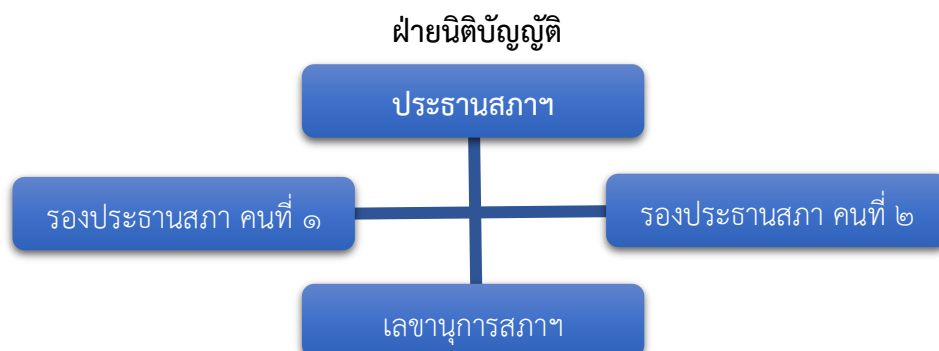 ฝ่ายนิติบัญญัติ
ประธานสภาฯ
รองประธานสภา คนที่ ๑
รองประธานสภา คนที่ ๒
เลขานุการสภาฯ